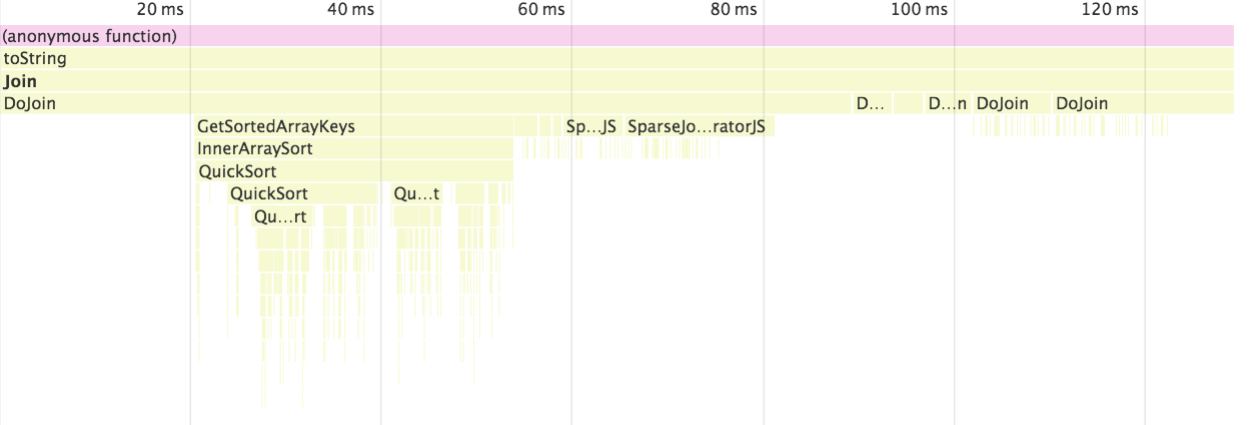 20 ms 40 ms 60 ms 80 ms 100 ms 120 ms
(anonymous function)
toString
Join
DoJoin D... D...n DoJoin DoJoin
GetSortedArrayKeys Sp...JS SparseJo...ratorJS
InnerArraySort
QuickSort
QuickSort Qu...t
Qu...rt